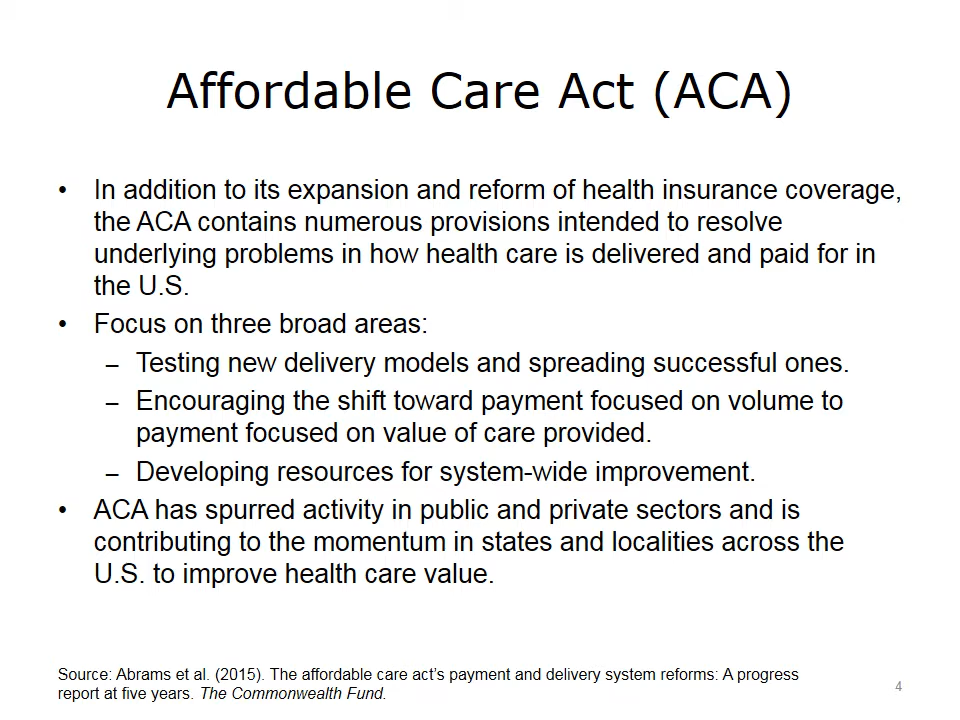 Affordable Care Act (ACA)
• In addition to its expansion and reform of health insurance coverage,
the ACA contains numerous provisions intended to resolve
underlying problems in how health care is delivered and paid for in
the U.S.
• Focus on three broad areas:
– Testing new delivery models and spreading successful ones.
– Encouraging the shift toward payment focused on volume to
payment focused on value of care provided.
– Developing resources for system-wide improvement.
• ACA has spurred activity in public and private sectors and is
contributing to the momentum in states and localities across the
U.S. to improve health care value.
Source: Abrams et al. (2015). The affordable care act’s payment and delivery system reforms: A progress
report at five years. The Commonwealth Fund.
4